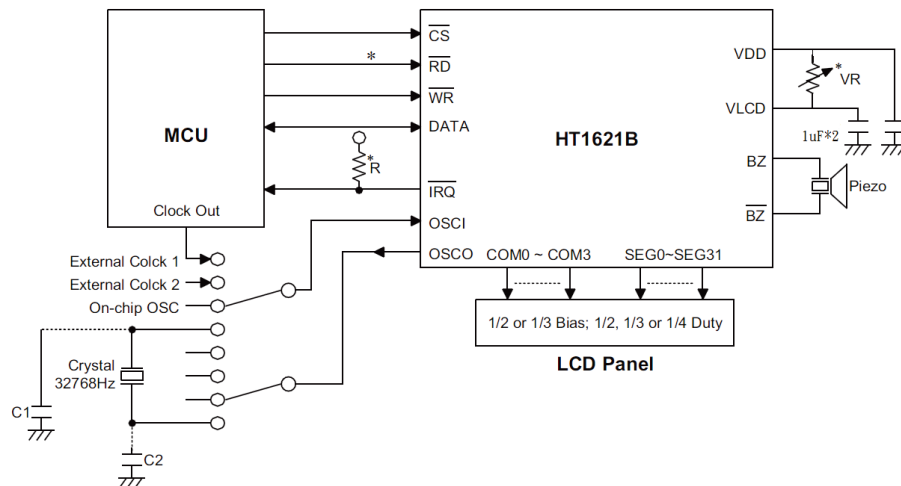 MCU
Clock Out
CS
RD
WR
DATA
IRQ
OSCI
OSCO
HT1621B
COM0 ~ COM3
SEG0~SEG31
VDD
VLCD
BZ
BZ
*
*
R
*
VR
1uF*2
Piezo
External Colck 1
External Colck 2
On-chip OSC
Crystal
32768Hz
C1
C2
1/2 or 1/3 Bias; 1/2, 1/3 or 1/4 Duty
LCD Panel